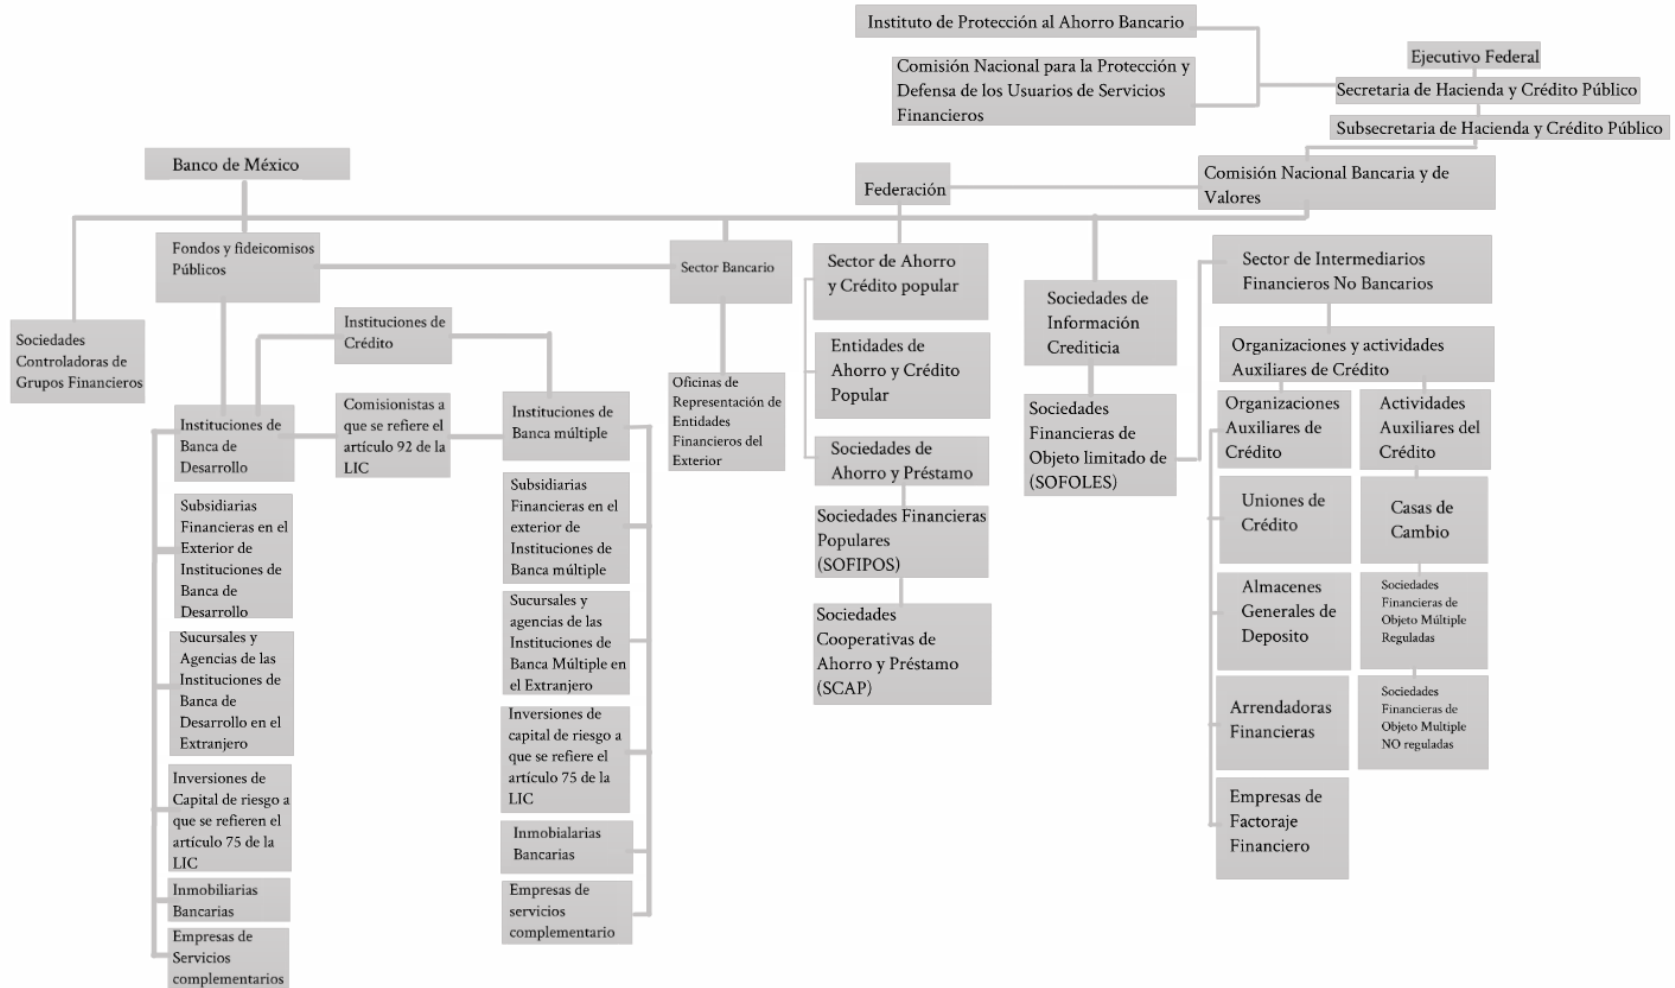 Instituto de Protección al Ahorro Bancario
Comisión Nacional para la Protección y
Defensa de los Usuarios de Servicios
Financieros
Ejecutivo Federal
Secretaria de Hacienda y Crédito Público
Subsecretaria de Hacienda y Crédito Público
Banco de México
Federación
Comisión Nacional Bancaria y de
Valores
Fondos y fideicomisos
Públicos
Sector Bancario
Sector de Ahorro
y Crédito popular
Sector de Intermediarios
Financieros No Bancarios
Sociedades
Controladoras de
Grupos Financieros
Instituciones de
Crédito
Sociedades de
Información
Crediticia
Entidades de
Ahorro y Crédito
Popular
Organizaciones y actividades
Auxiliares de Crédito
Instituciones de
Banca de
Desarrollo
Comisionistas a
que se refiere el
artículo 92 de la
LIC
Instituciones de
Banca múltiple
Oficinas de
Representación de
Entidades
Financieros del
Exterior
Sociedades de
Ahorro y Préstamo
Sociedades
Financieras de
Objeto limitado de
(SOFOLES)
Organizaciones
Auxiliares de
Crédito
Actividades
Auxiliares del
Crédito
Subsidiarias
Financieras en el
Exterior de
Instituciones de
Banca de
Desarrollo
Subsidiarias
Financieras en el
exterior de
Instituciones de
Banca múltiple
Sociedades Financieras
Populares
(SOFIPOS)
Uniones de
Crédito
Casas de
Cambio
Sucursales y
Agencias de las
Instituciones de
Banca de
Desarrollo en el
Extranjero
Sucursales y
agencias de las
Instituciones de
Banca Múltiple en
el Extranjero
Sociedades
Cooperativas de
Ahorro y Préstamo
(SCAP)
Almacenes
Generales de
Deposito
Sociedades
Financieras de
Objeto Múltiple
Reguladas
Inversiones de
Capital de riesgo a
que se refieren el
artículo 75 de la
LIC
Inversiones de
capital de riesgo a
que se refiere el
artículo 75 de la
LIC
Arrendadoras
Financieras
Sociedades
Financieras de
Objeto Multiple
NO reguladas
Inmobiliarias
Bancarias
Inmobialarias
Bancarias
Empresas de
Factoraje
Financiero
Empresas de
Servicios
complementarios
Empresas de
servicios
complementario